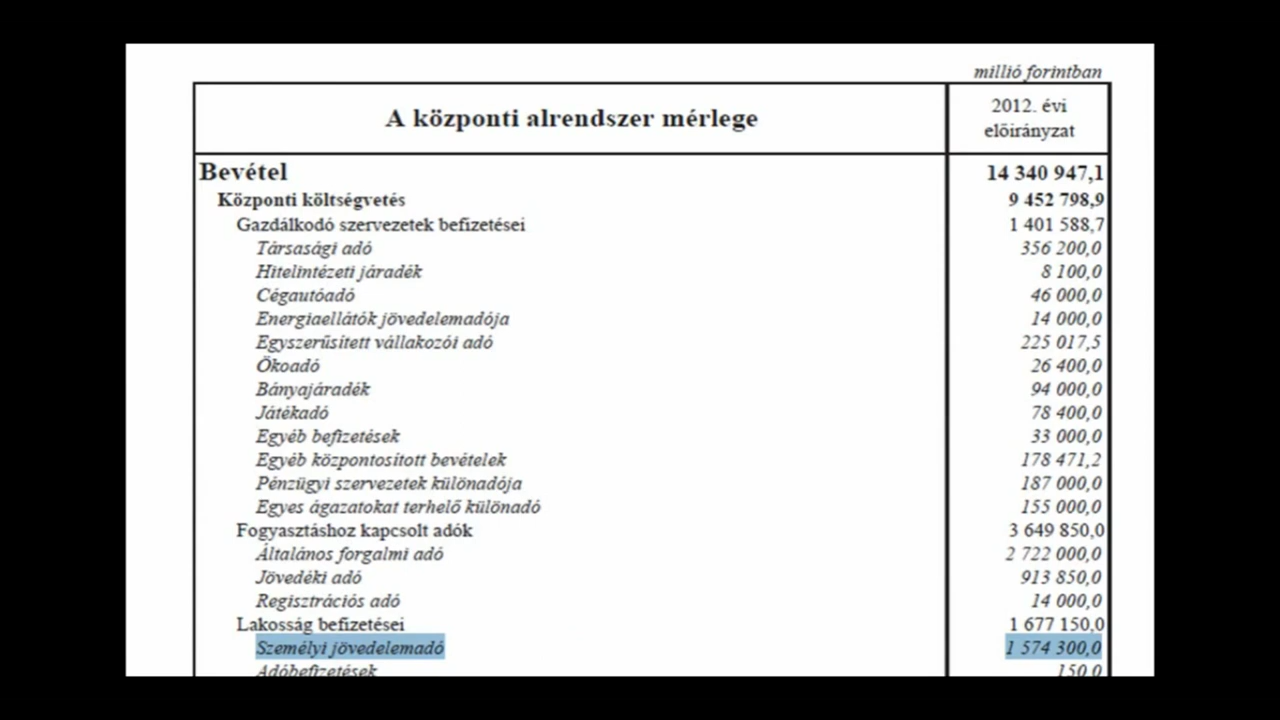 millió forintban
A központi alrendszer mérlege
2012. évi
előirányzat
Bevétel 14 340 947,1
Központi költségvetés 9 452 798,9
Gazdálkodó szervezetek befizetései 1 401 588,7
Társasági adó 356 200,0
Hitelintézeti járadék 8 100,0
Cégautóadó 46 000,0
Energiaellátók jövedelemadója 14 000,0
Egyszerűsített vállakozói adó 225 017,5
Ökoadó 26 400,0
Bányajáradék 94 000,0
Játékadó 78 400,0
Egyéb befizetések 33 000,0
Egyéb központosított bevételek 178 471,2
Pénzügyi szervezetek különadója 187 000,0
Egyes ágazatokat terhelő különadó 155 000,0
Fogyasztáshoz kapcsolt adók 3 649 850,0
Általános forgalmi adó 2 722 000,0
Jövedéki adó 913 850,0
Regisztrációs adó 14 000,0
Lakosság befizetései 1 677 150,0
Személyi jövedelemadó 1 574 300,0
Adóbefizetések 150,0